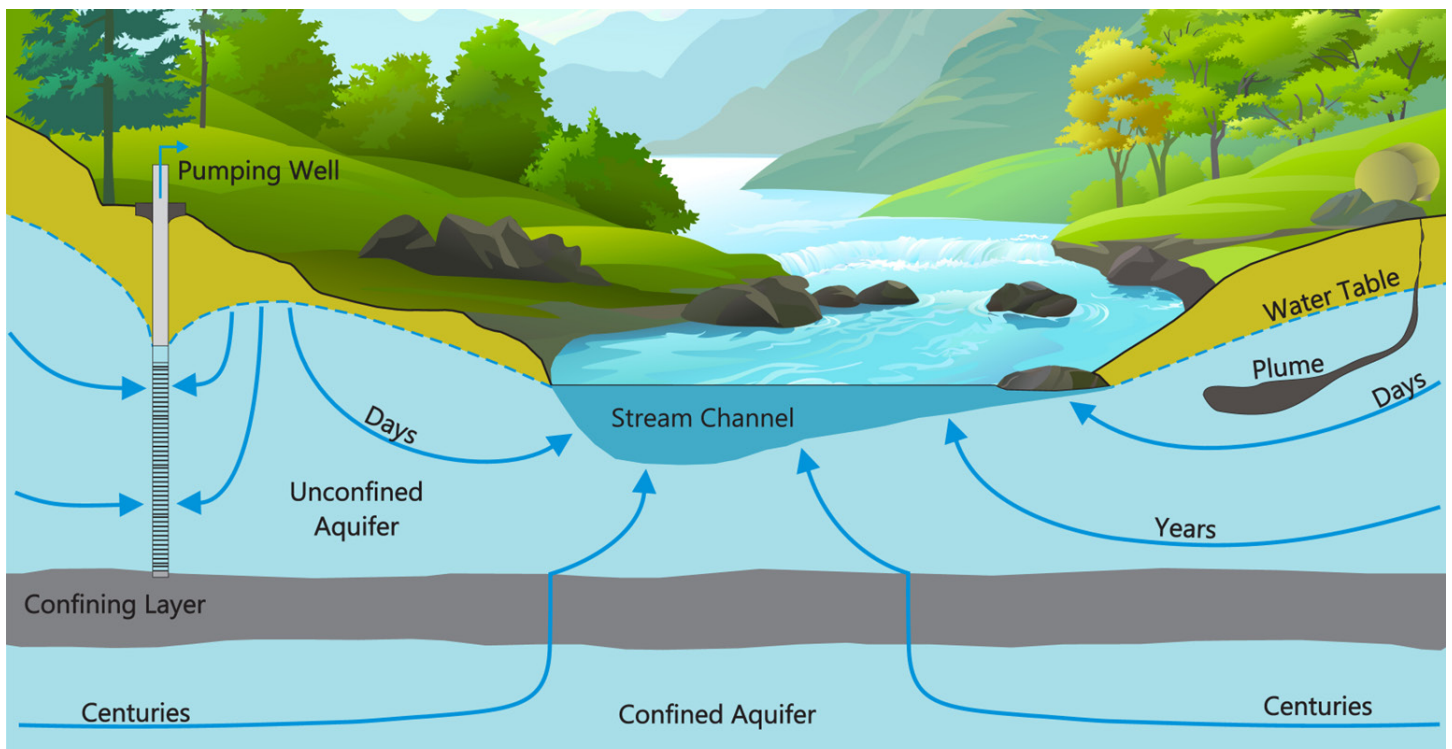 Pumping Well
Water Table
Plume
Days
Days
Stream Channel
Unconfined
Aquifer
Years
Confining Layer
Centuries
Confined Aquifer
Centuries